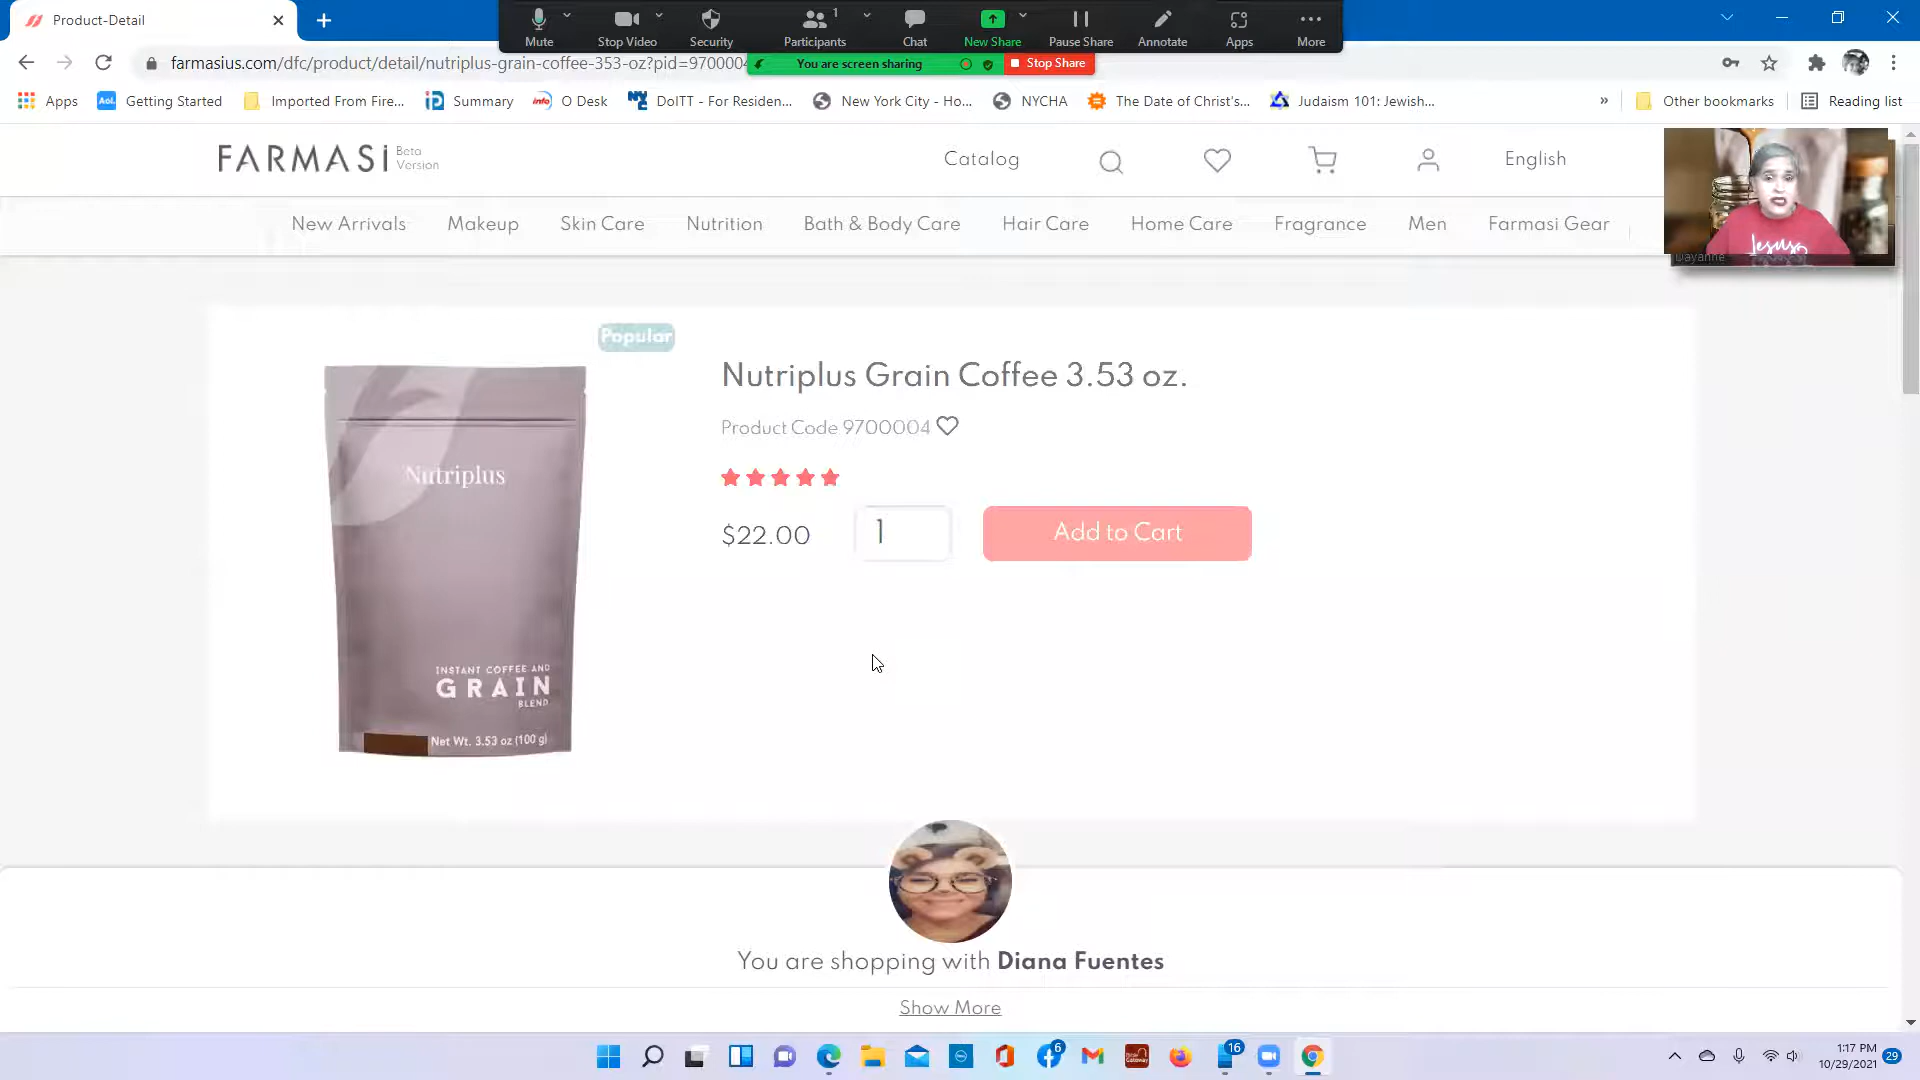 Product-Detail
Mute
Stop Video
Security
Participants
1
Chat
New Share
Pause Share
Annotate
Apps
More
farmasius.com/dfc/product/detail/nutriplus-grain-coffee-353-oz?pid=970000
You are screen sharing
Stop Share
Apps
Getting Started
Imported From Fire...
Summary
O Desk
DoITT - For Residen...
New York City - Ho...
NYCHA
The Date of Christ's...
Judaism 101: Jewish...
»
Other bookmarks
Reading list
FARMASi
Beta
Version
Catalog
English
New Arrivals
Makeup
Skin Care
Nutrition
Bath & Body Care
Hair Care
Home Care
Fragrance
Men
Farmasi Gear
Jesus
Dayanne
Popular
Nutriplus
INSTANT COFFEE AND
GRAIN
BLEND
Net Wt. 3.53 oz (100 g)
Nutriplus Grain Coffee 3.53 oz.
Product Code 9700004
$22.00
1
Add to Cart
You are shopping with Diana Fuentes
Show More
6
16
1:17 PM
10/29/2021
29